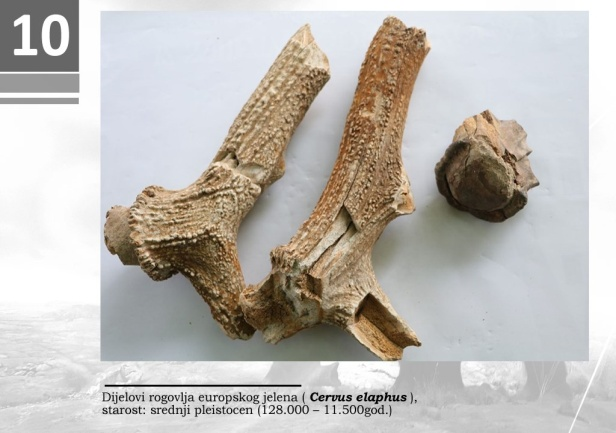 10
Dijelovi rogovlja europskog jelena ( Cervus elaphus ),
starost: srednji pleistocen (128.000 – 11.500god.)